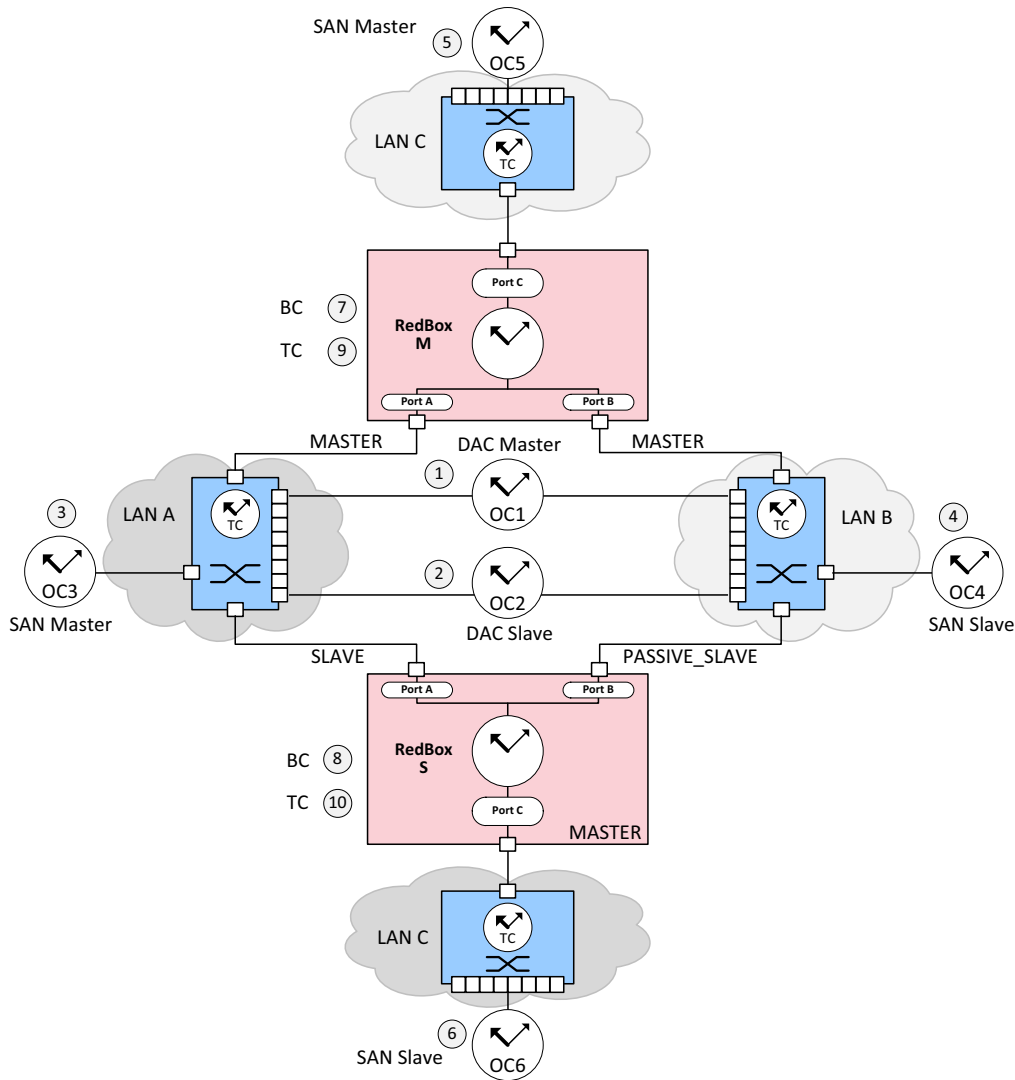 SAN Master
5
OC5
LAN C
TC
Port C
BC 7
RedBox
M
TC 9
Port A
Port B
MASTER
DAC Master
MASTER
1
3
LAN A
TC
OC1
TC
LAN B
4
OC3
2
OC2
OC4
SAN Master
DAC Slave
SAN Slave
SLAVE
PASSIVE_SLAVE
Port A
Port B
BC 8
RedBox
S
TC 10
Port C
MASTER
LAN C
TC
6
SAN Slave
OC6